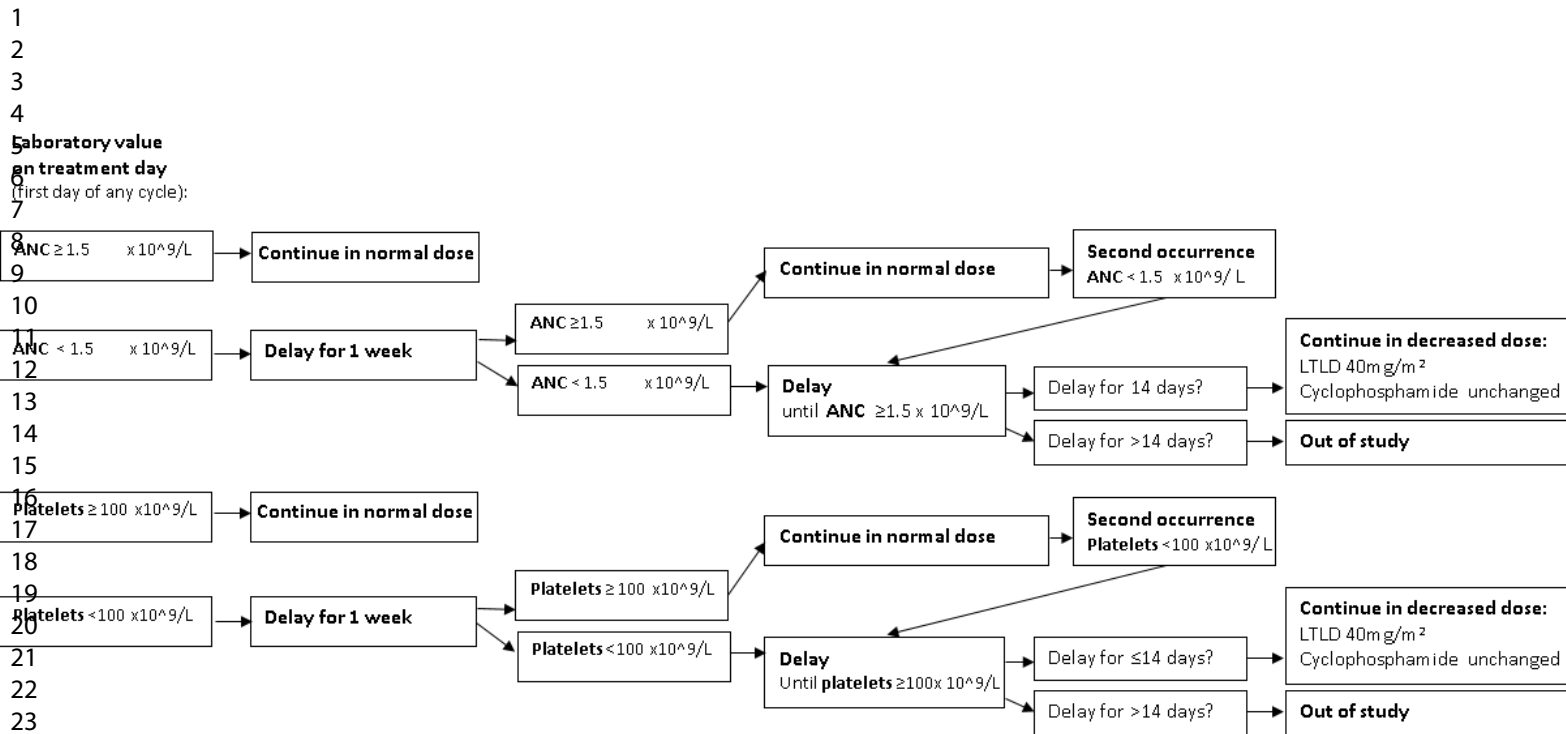 1
2
3
4
5
6
7
8
9
10
11
12
13
14
15
16
17
18
19
20
21
22
23
Laboratory value
on treatment day
(first day of any cycle):
ANC ≥ 1.5 x 10^9/L
Continue in normal dose
ANC < 1.5 x 10^9/L
Delay for 1 week
ANC ≥1.5 x 10^9/L
ANC < 1.5 x 10^9/L
Continue in normal dose
Second occurrence
ANC < 1.5 x 10^9/ L
Delay
until ANC ≥1.5 x 10^9/L
Delay for 14 days?
Delay for >14 days?
Continue in decreased dose:
LTLD 40mg/m²
Cyclophosphamide unchanged
Out of study
Platelets ≥ 100 x10^9/L
Continue in normal dose
Platelets <100 x10^9/L
Delay for 1 week
Platelets ≥ 100 x10^9/L
Platelets <100 x10^9/L
Continue in normal dose
Second occurrence
Platelets <100 x10^9/ L
Delay
Until platelets ≥100x 10^9/L
Delay for ≤14 days?
Delay for >14 days?
Continue in decreased dose:
LTLD 40mg/m²
Cyclophosphamide unchanged
Out of study